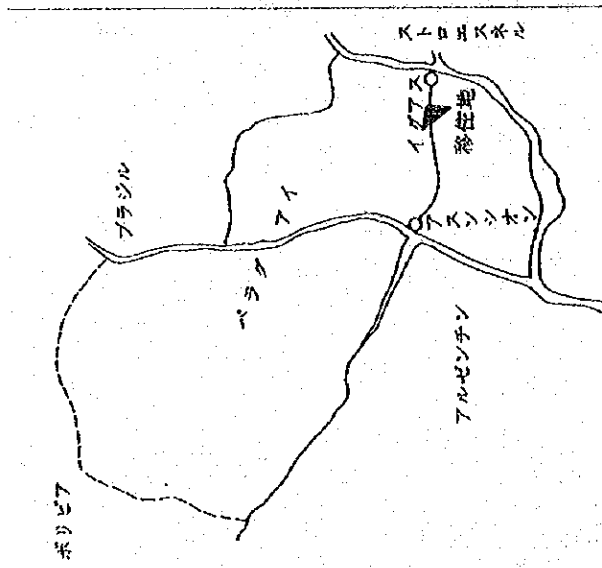 ストロエスネル
イグアス
移住地
ブラジル
パラグアイ
アスンシオン
アルゼンチン
ボリビア